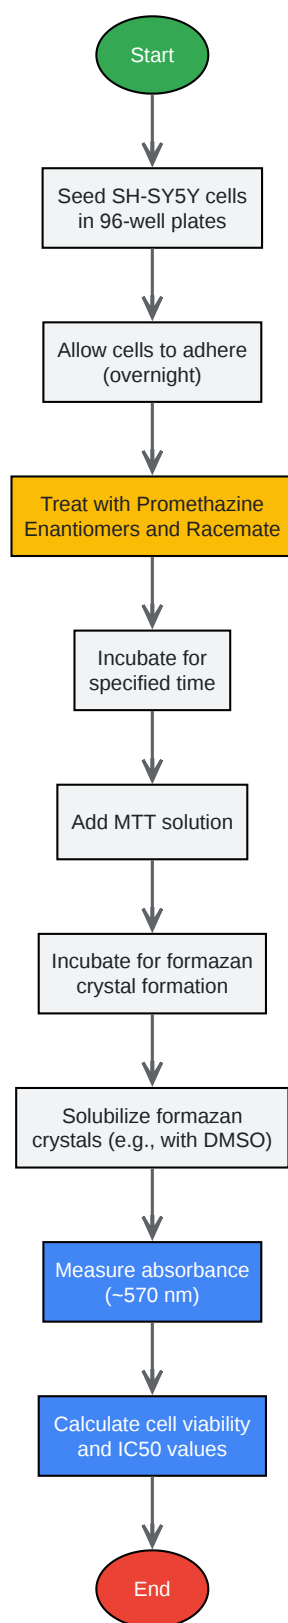 Start
Seed SH-SY5Y cells
in 96-well plates
Allow cells to adhere
(overnight)
Treat with Promethazine
Enantiomers and Racemate
Incubate for
specified time
Add MTT solution
Incubate for formazan
crystal formation
Solubilize formazan
crystals (e.g., with DMSO)
Measure absorbance
(~570 nm)
Calculate cell viability
and IC50 values
End